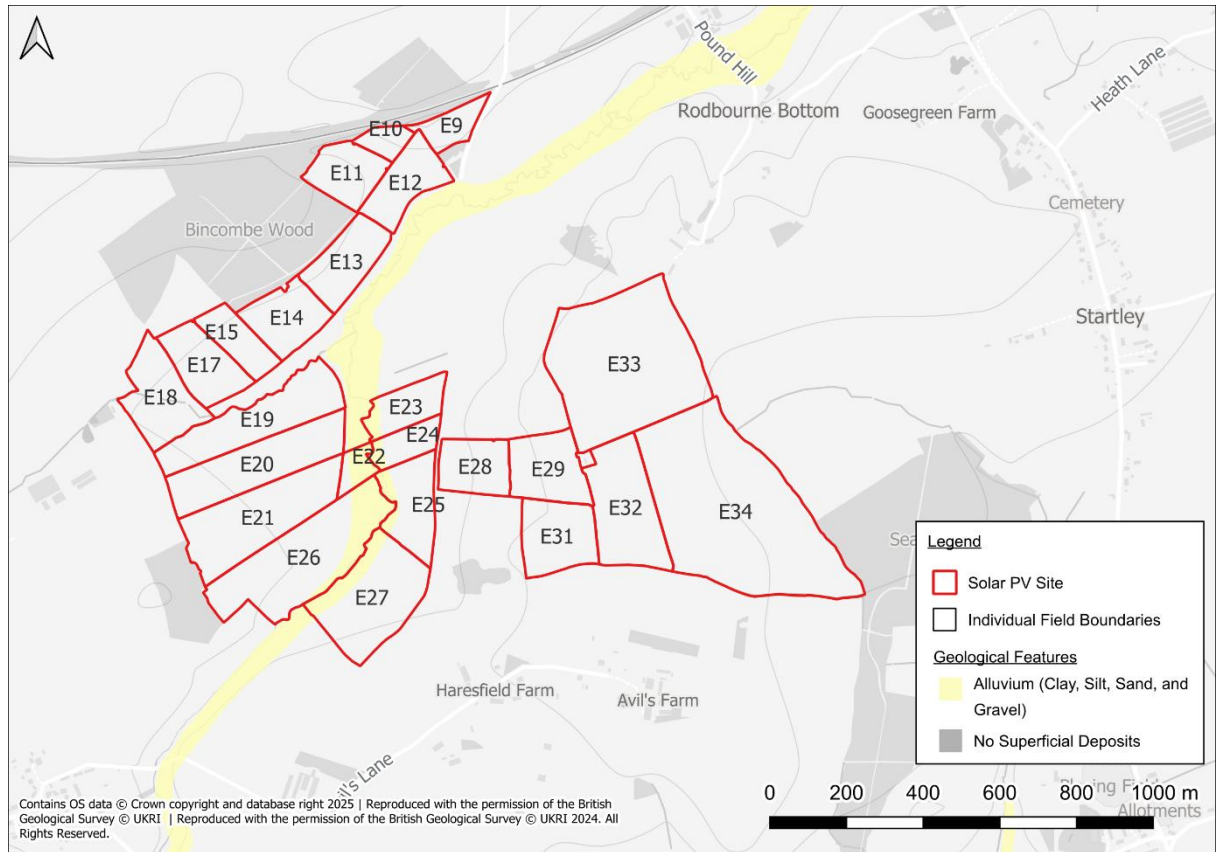 Pound Hill
Rodbourne Bottom
Goosegreen Farm
Heath Lane
E10
E9
E11
E12
Bincombe Wood
Cemetery
E13
E14
E15
Startley
E17
E33
E18
E19
E23
E24
E20
E22
E28
E29
E25
E21
E32
E34
E31
E26
E27
Legend
Solar PV Site
Individual Field Boundaries
Geological Features
Alluvium (Clay, Silt, Sand, and
Gravel)
No Superficial Deposits
Haresfield Farm
Avil's Farm
Lane
Allotments
0 200 400 600 800 1000 m
Contains OS data © Crown copyright and database right 2025 | Reproduced with the permission of the British
Geological Survey © UKRI | Reproduced with the permission of the British Geological Survey © UKRI 2024. All
Rights Reserved.